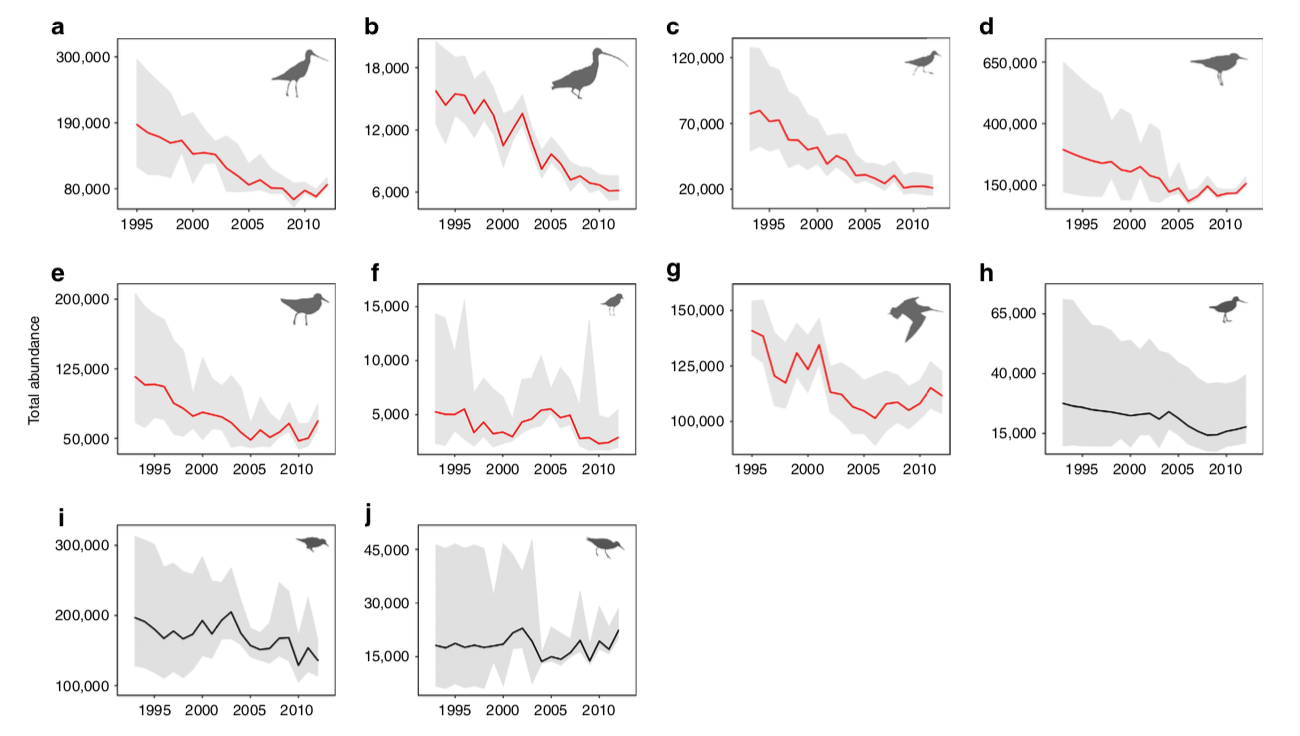 a b c d
300,000 190,000 80,000 1995 2000 2005 2010
18,000 12,000 6,000 1995 2000 2005 2010
120,000 70,000 20,000 1995 2000 2005 2010
650,000 400,000 150,000 1995 2000 2005 2010
Total abundance
e f g h
200,000 125,000 50,000 1995 2000 2005 2010
15,000 10,000 5,000 1995 2000 2005 2010
150,000 125,000 100,000 1995 2000 2005 2010
65,000 40,000 15,000 1995 2000 2005 2010
i j
300,000 200,000 100,000 1995 2000 2005 2010
45,000 30,000 15,000 1995 2000 2005 2010